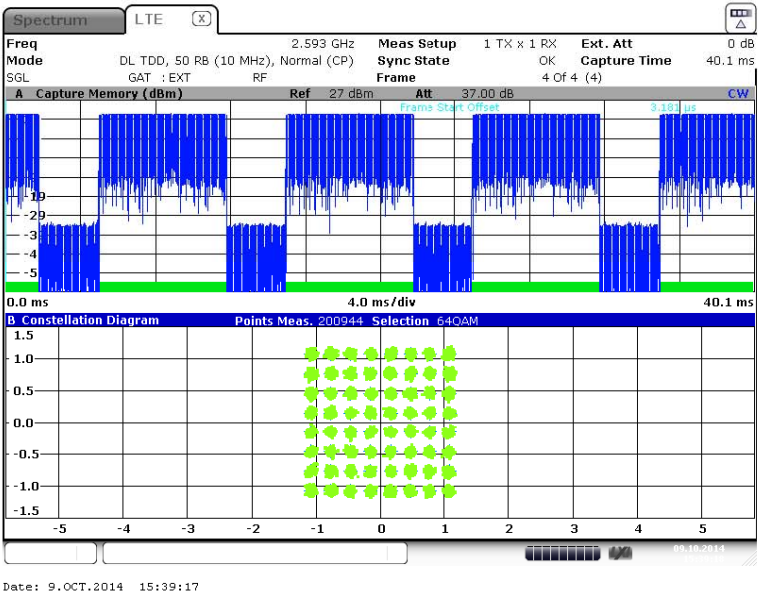 Spectrum LTE X
Freq 2.593 GHz Meas Setup 1 TX x 1 RX Ext. Att 0 dB
Mode DL TDD, 50 RB (10 MHz), Normal (CP) Sync State OK Capture Time 40.1 ms
SGL GAT : EXT RF Frame 4 Of 4 (4)
A Capture Memory (dBm) Ref 27 dBm Att 37.00 dB CW
Frame Start Offset 3.181 µs
-19
-29
-3
-4
-5
0.0 ms 4.0 ms/div 40.1 ms
B Constellation Diagram Points Meas. 200944 Selection 64QAM
1.5
1.0
0.5
0.0
-0.5
-1.0
-1.5
-5 -4 -3 -2 -1 0 1 2 3 4 5
09.10.2014
Date: 9.OCT.2014 15:39:17